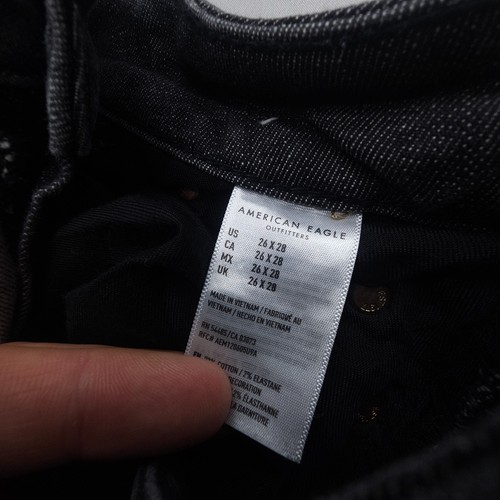 AMERICAN EAGLE
OUTFITTERS
US 26 X 28
CA 26 X 28
MX 26 X 28
UK 26 X 28
MADE IN VIETNAM / FABRIQUÉ AU
VIETNAM / HECHO EN VIETNAM
RN 54485/CA 03073
COTTON / 2% ELASTANE
DECORATION
2% ÉLASTHANNE
GARNITURE